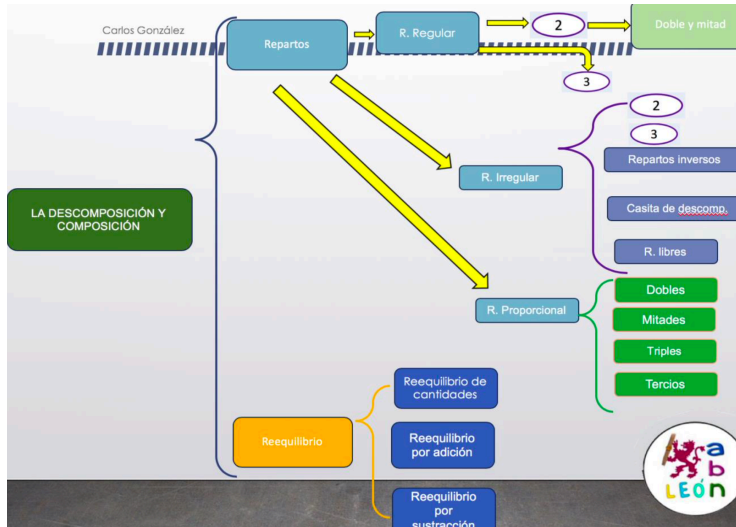 Carlos González
Repartos
R. Regular
2
Doble y mitad
3
2
3
Repartos inversos
R. Irregular
Casita de descomp.
LA DESCOMPOSICIÓN Y
COMPOSICIÓN
R. libres
Dobles
R. Proporcional
Mitades
Triples
Tercios
Reequilibrio de
cantidades
Reequilibrio
Reequilibrio
por adición
Reequilibrio
por
sustracción
a
b
LEÓN